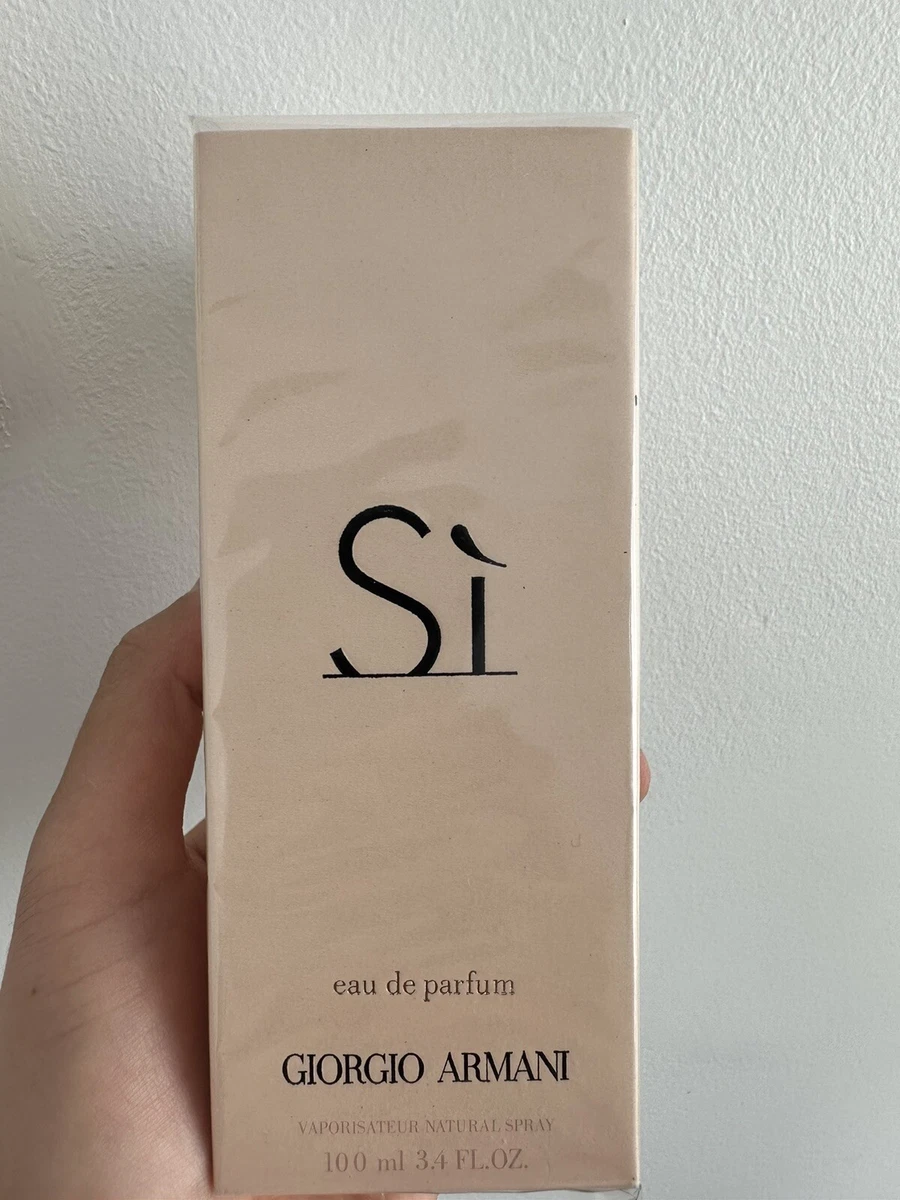 Sì
eau de parfum
GIORGIO ARMANI
VAPORISATEUR NATURAL SPRAY
100 ml 3.4 FL.OZ.